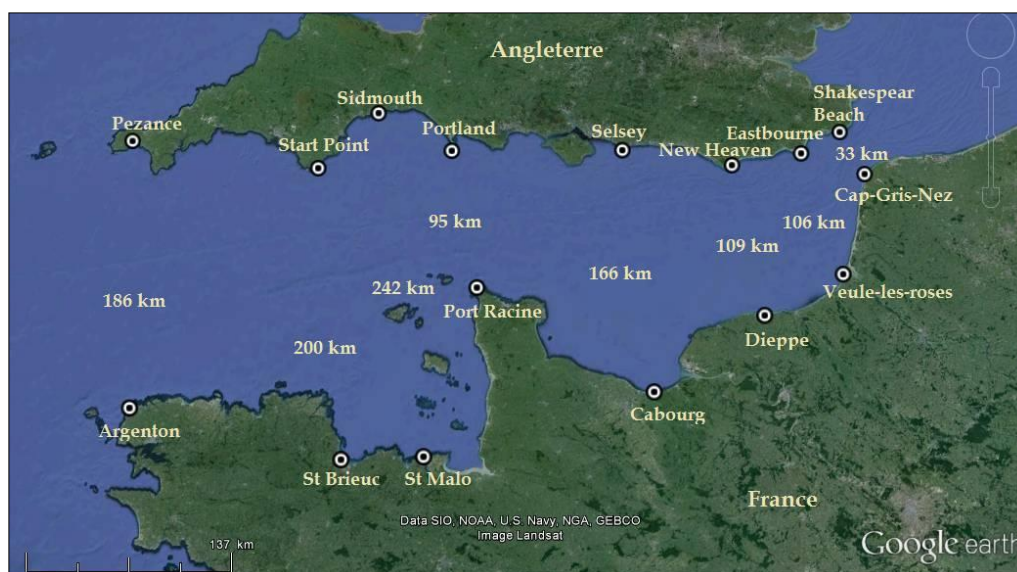 Angleterre
Shakespear
Beach
Sidmouth
Pezance
Portland
Selsey
Eastbourne
Start Point
New Heaven
33 km
Cap-Gris-Nez
95 km
106 km
109 km
166 km
242 km
186 km
Port Racine
Veule-les-roses
200 km
Dieppe
Cabourg
Argenton
St Brieuc
St Malo
France
Data SIO, NOAA, U.S. Navy, NGA, GEBCO
Image Landsat
137 km
Google earth